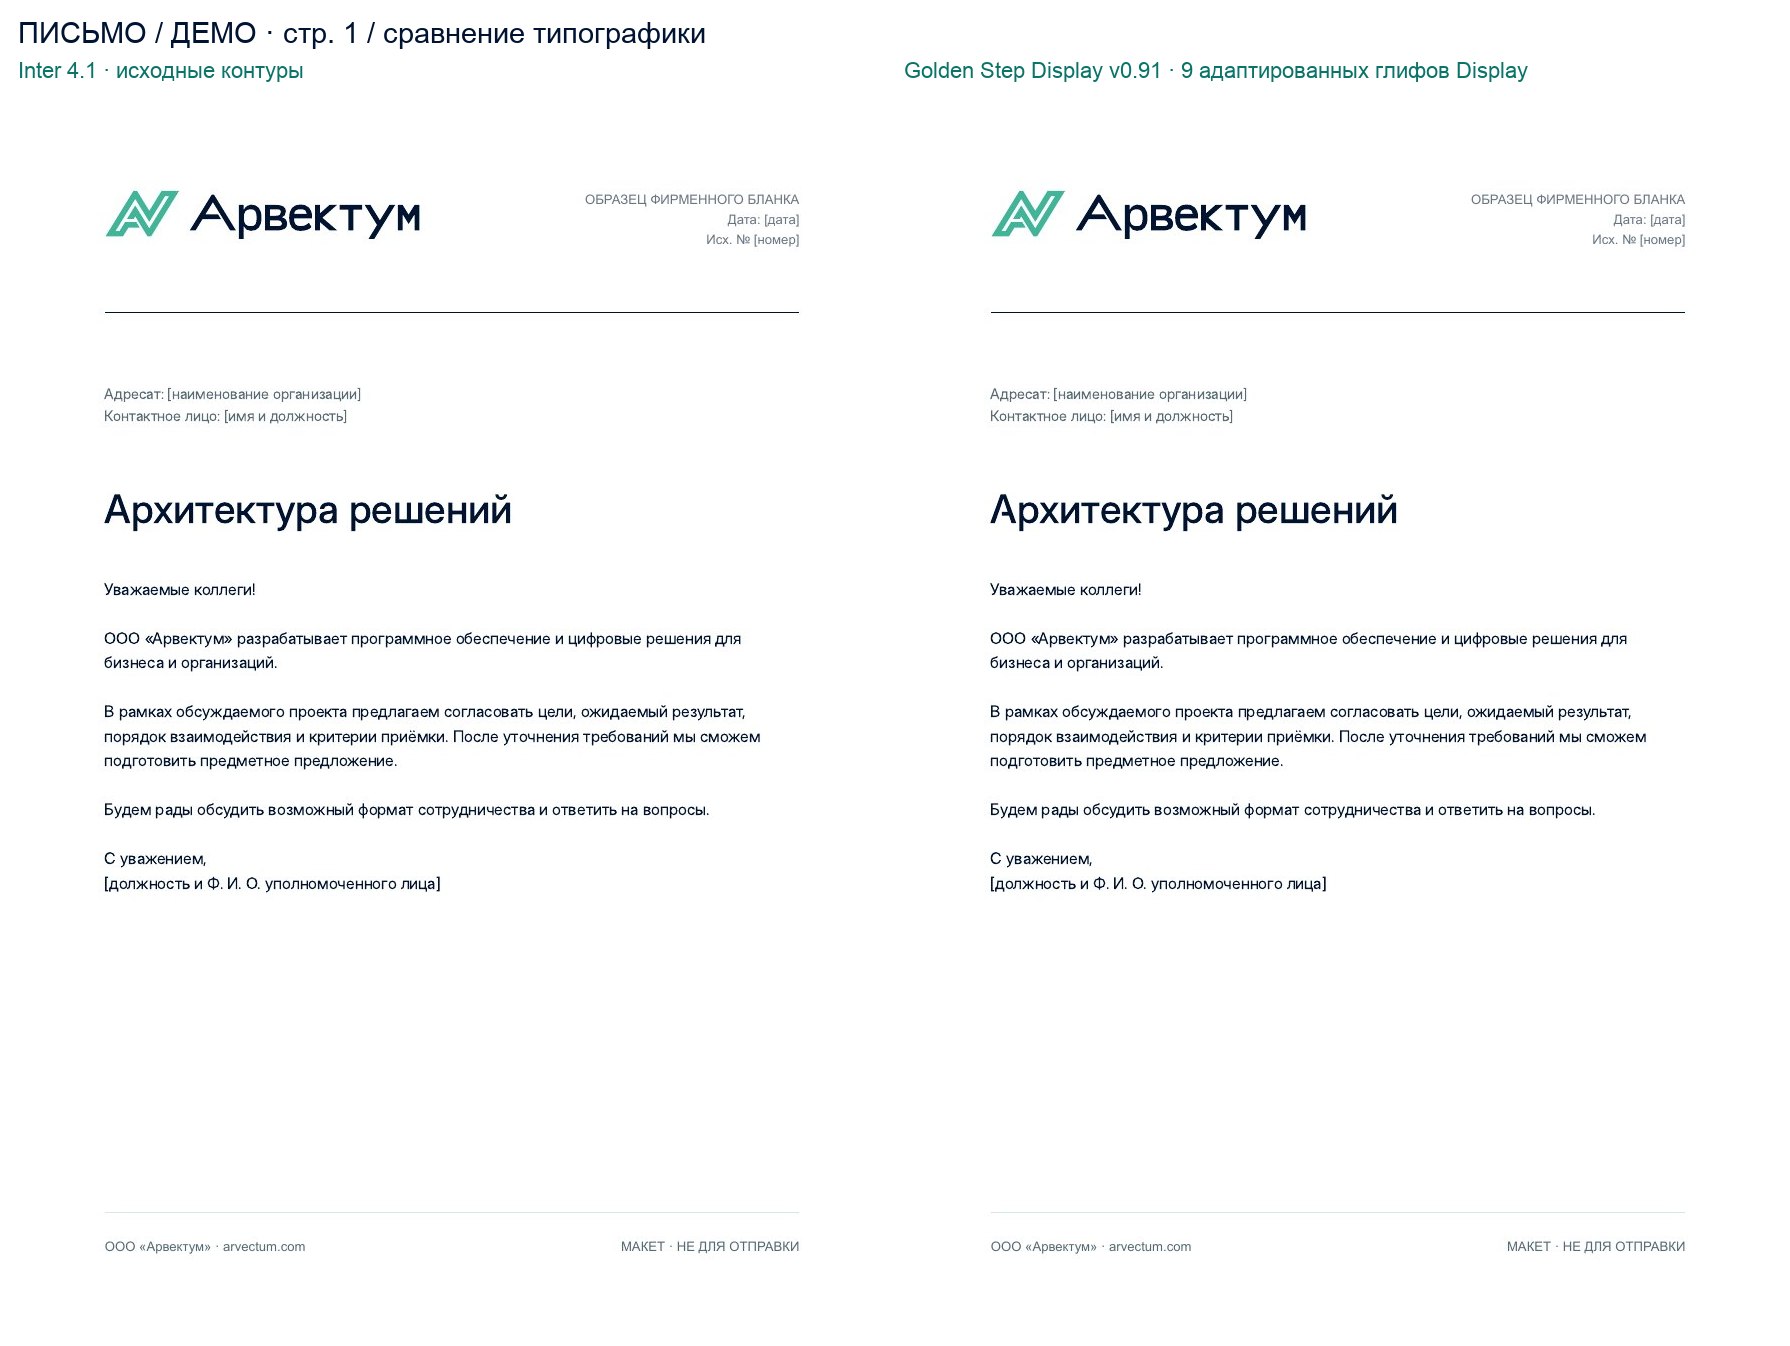 ПИСЬМО / ДЕМО · стр. 1 / сравнение типографики
Inter 4.1 · исходные контуры
Арвектум
ОБРАЗЕЦ ФИРМЕННОГО БЛАНКА
Дата: [дата]
Исх. № [номер]
Адресат: [наименование организации]
Контактное лицо: [имя и должность]
Архитектура решений
Уважаемые коллеги!
ООО «Арвектум» разрабатывает программное обеспечение и цифровые решения для
бизнеса и организаций.
В рамках обсуждаемого проекта предлагаем согласовать цели, ожидаемый результат,
порядок взаимодействия и критерии приёмки. После уточнения требований мы сможем
подготовить предметное предложение.
Будем рады обсудить возможный формат сотрудничества и ответить на вопросы.
С уважением,
[должность и Ф. И. О. уполномоченного лица]
ООО «Арвектум» · arvectum.com
МАКЕТ · НЕ ДЛЯ ОТПРАВКИ
Golden Step Display v0.91 · 9 адаптированных глифов Display
Арвектум
ОБРАЗЕЦ ФИРМЕННОГО БЛАНКА
Дата: [дата]
Исх. № [номер]
Адресат: [наименование организации]
Контактное лицо: [имя и должность]
Архитектура решений
Уважаемые коллеги!
ООО «Арвектум» разрабатывает программное обеспечение и цифровые решения для
бизнеса и организаций.
В рамках обсуждаемого проекта предлагаем согласовать цели, ожидаемый результат,
порядок взаимодействия и критерии приёмки. После уточнения требований мы сможем
подготовить предметное предложение.
Будем рады обсудить возможный формат сотрудничества и ответить на вопросы.
С уважением,
[должность и Ф. И. О. уполномоченного лица]
ООО «Арвектум» · arvectum.com
МАКЕТ · НЕ ДЛЯ ОТПРАВКИ